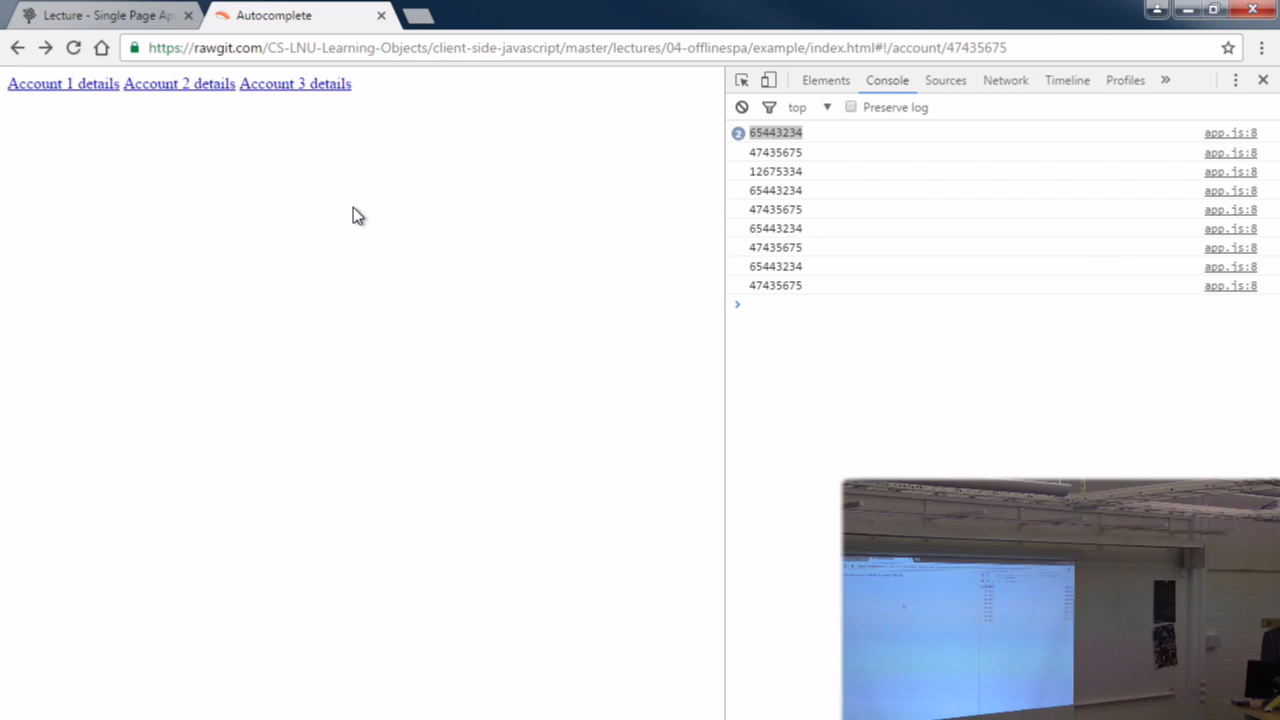 Lecture - Single Page Ap
Autocomplete
https://rawgit.com/CS-LNU-Learning-Objects/client-side-javascript/master/lectures/04-offlinespa/example/index.html#!/account/47435675
Account 1 details Account 2 details Account 3 details
Elements Console Sources Network Timeline Profiles »
top Preserve log
2 65443234 app.js:8
47435675 app.js:8
12675334 app.js:8
65443234 app.js:8
47435675 app.js:8
65443234 app.js:8
47435675 app.js:8
65443234 app.js:8
47435675 app.js:8
>